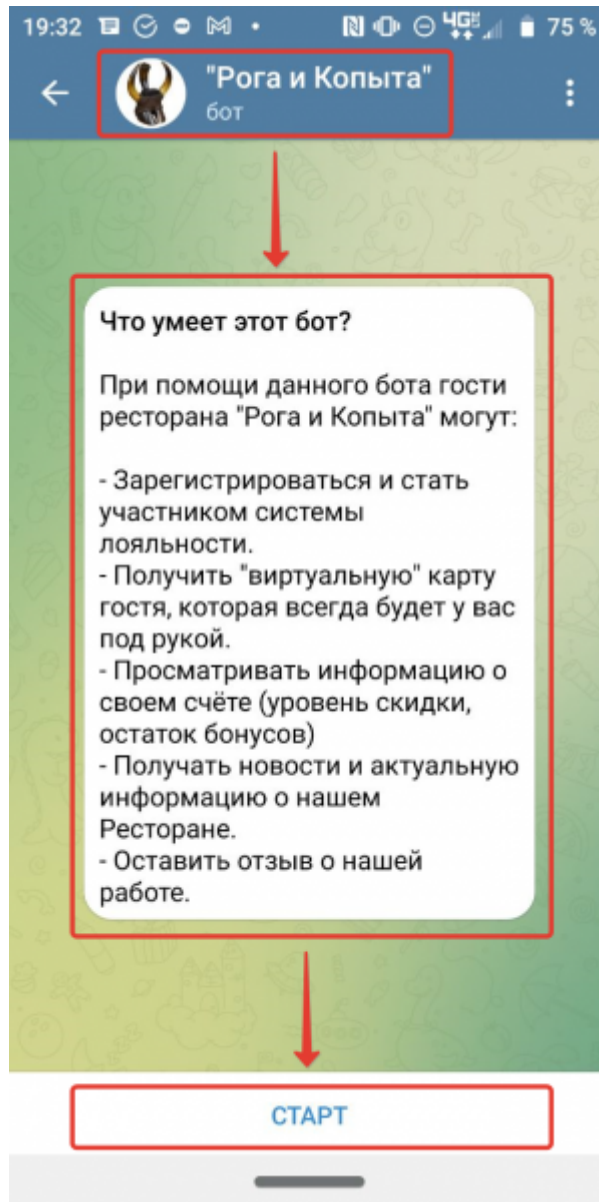 19:32
4G 75 %
"Рога и Копыта"
бот
Что умеет этот бот?
При помощи данного бота гости
ресторана "Рога и Копыта" могут:
- Зарегистрироваться и стать
участником системы
лояльности.
- Получить "виртуальную" карту
гостя, которая всегда будет у вас
под рукой.
- Просматривать информацию о
своем счёте (уровень скидки,
остаток бонусов)
- Получать новости и актуальную
информацию о нашем
Ресторане.
- Оставить отзыв о нашей
работе.
СТАРТ